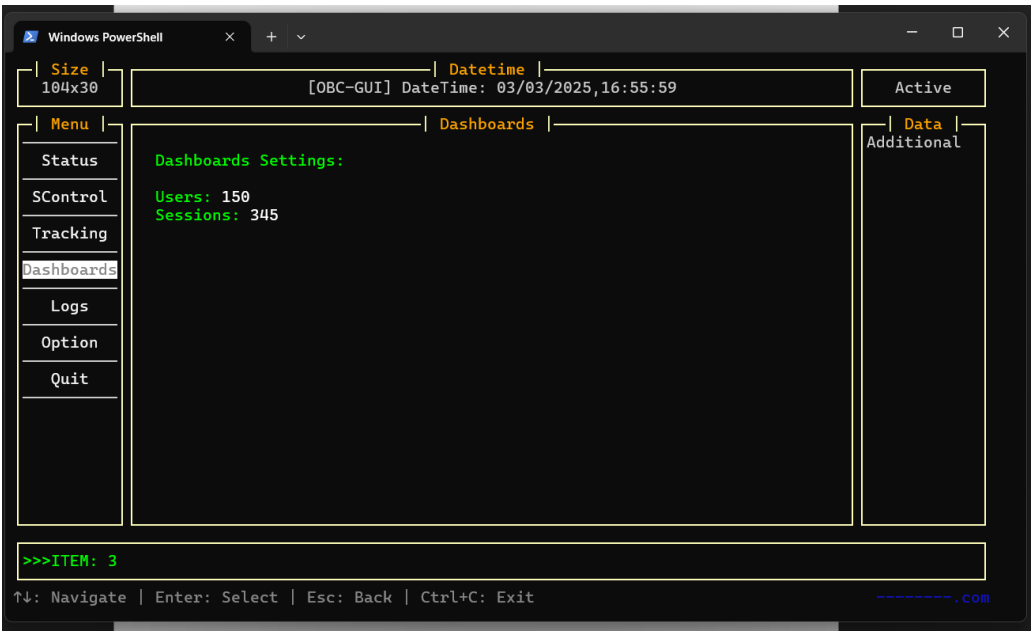 Windows PowerShell
Size
104x30
Datetime
[OBC-GUI] DateTime: 03/03/2025,16:55:59
Active
Menu
Status
SControl
Tracking
Dashboards
Logs
Option
Quit
Dashboards
Dashboards Settings:
Users: 150
Sessions: 345
Data
Additional
>>>ITEM: 3
↑↓: Navigate | Enter: Select | Esc: Back | Ctrl+C: Exit
--------.com